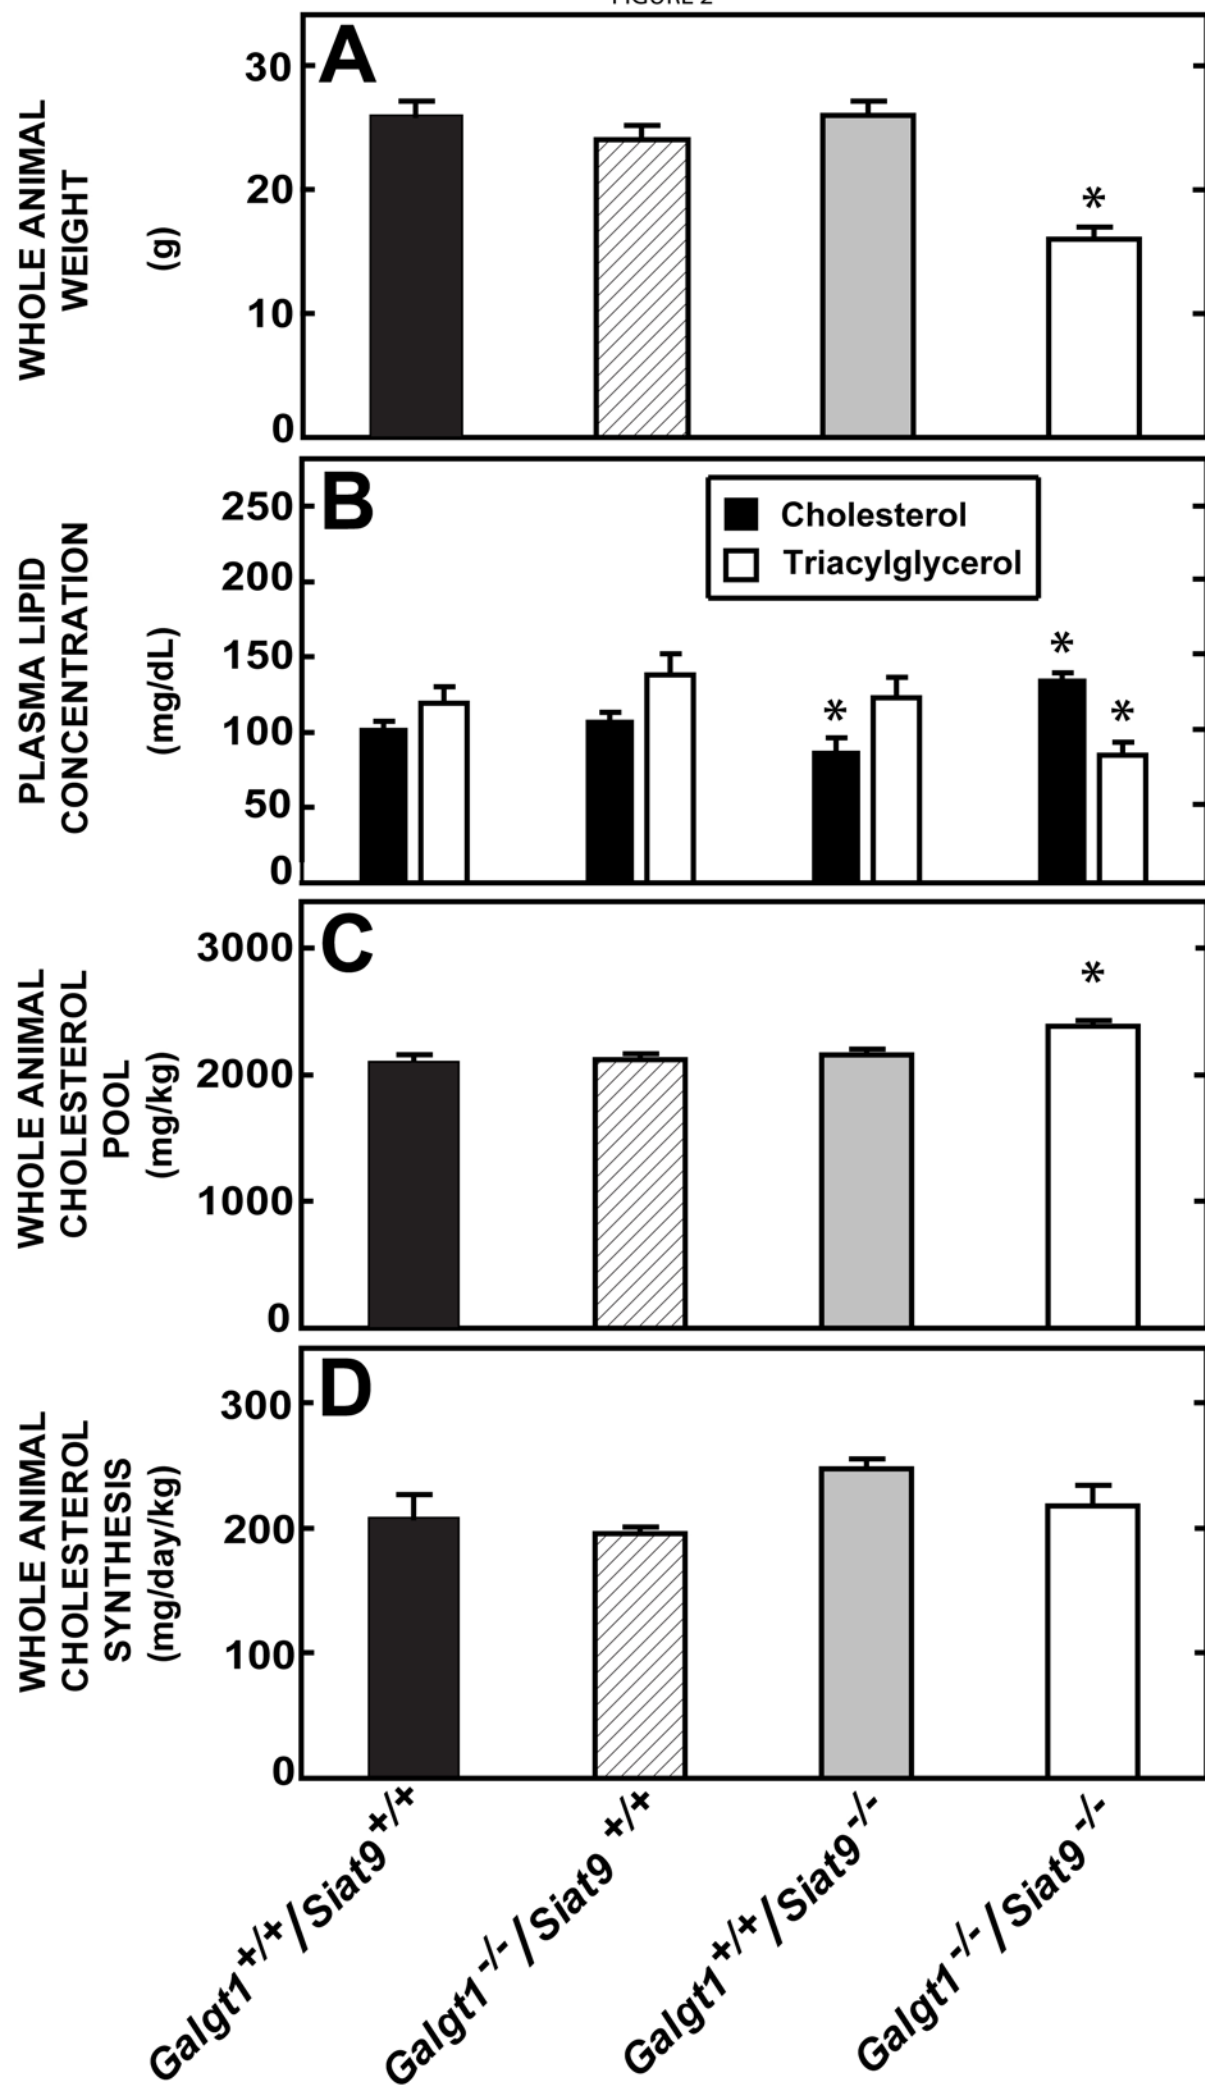 FIGURE 2
A
WHOLE ANIMAL
WEIGHT
(g)
30
20
10
0
*
B
PLASMA LIPID
CONCENTRATION
(mg/dL)
250
200
150
100
50
0
Cholesterol
Triacylglycerol
*
*
*
C
WHOLE ANIMAL
CHOLESTEROL
POOL
(mg/kg)
3000
2000
1000
0
*
D
WHOLE ANIMAL
CHOLESTEROL
SYNTHESIS
(mg/day/kg)
300
200
100
0
Galgt1+/+/Siat9+/+
Galgt1-/-/Siat9 +/+
Galgt1+/+/Siat9-/-
Galgt1-/-/Siat9-/-